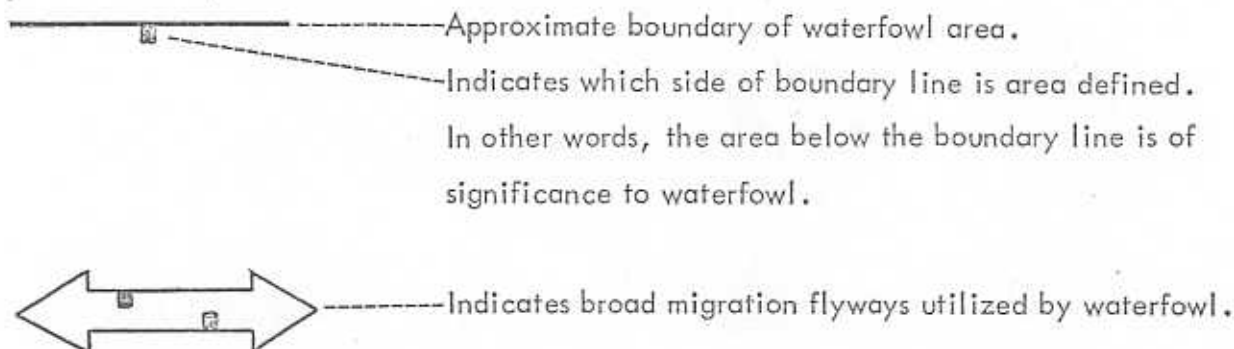 Approximate boundary of waterfowl area.
Indicates which side of boundary line is area defined.
In other words, the area below the boundary line is of
significance to waterfowl.
Indicates broad migration flyways utilized by waterfowl.